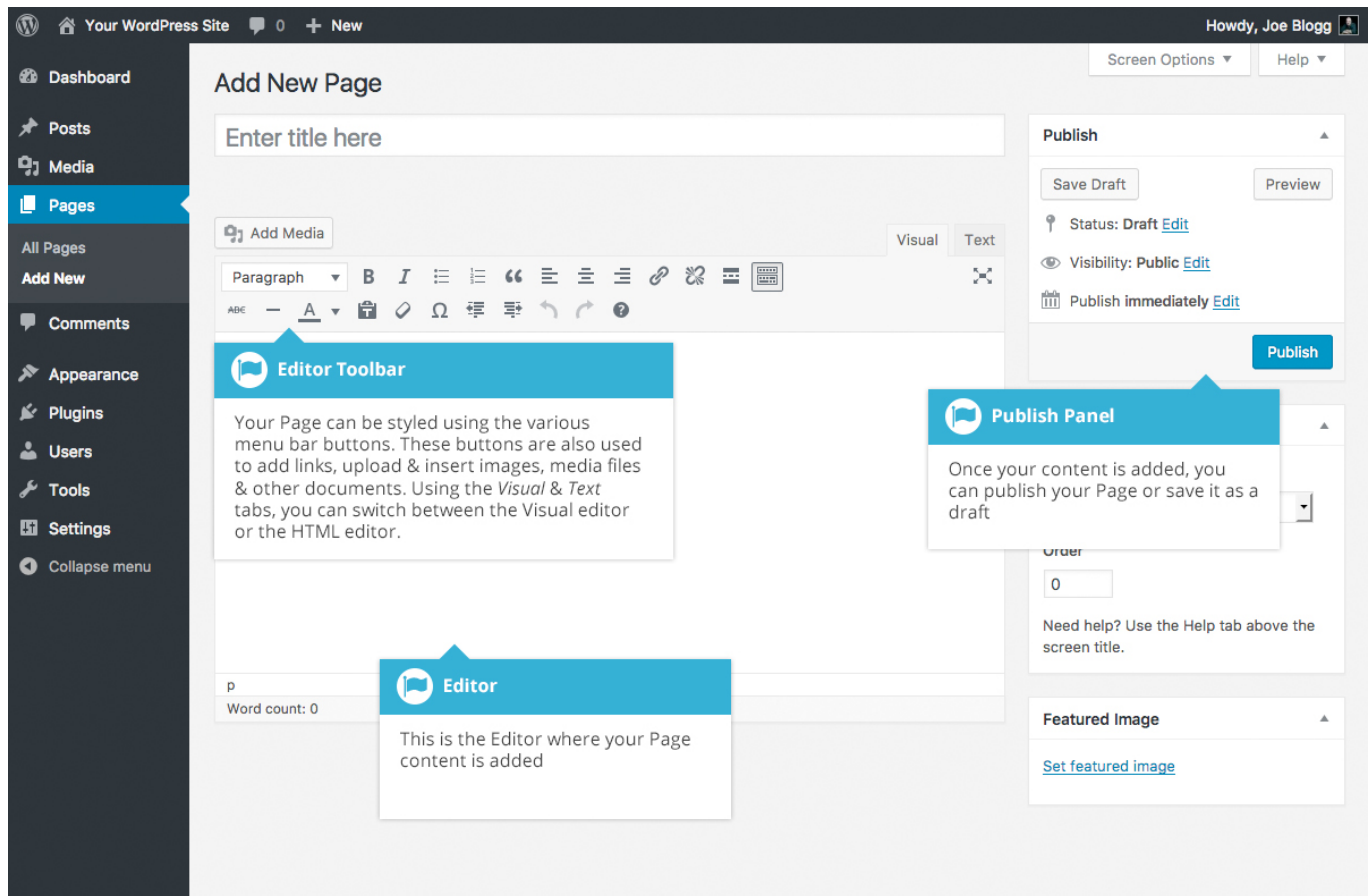 Your WordPress Site 0 + New
Howdy, Joe Blogg
Dashboard
Posts
Media
Pages
All Pages
Add New
Comments
Appearance
Plugins
Users
Tools
Settings
Collapse menu
Screen Options
Help
Add New Page
Enter title here
Add Media
Visual
Text
Paragraph
B I
ABE
A
Ω
Editor Toolbar
Your Page can be styled using the various
menu bar buttons. These buttons are also used
to add links, upload & insert images, media files
& other documents. Using the Visual & Text
tabs, you can switch between the Visual editor
or the HTML editor.
p
Word count: 0
Editor
This is the Editor where your Page
content is added
Publish
Save Draft
Preview
Status: Draft Edit
Visibility: Public Edit
Publish immediately Edit
Publish
Publish Panel
Once your content is added, you
can publish your Page or save it as a
draft
Order
0
Need help? Use the Help tab above the
screen title.
Featured Image
Set featured image